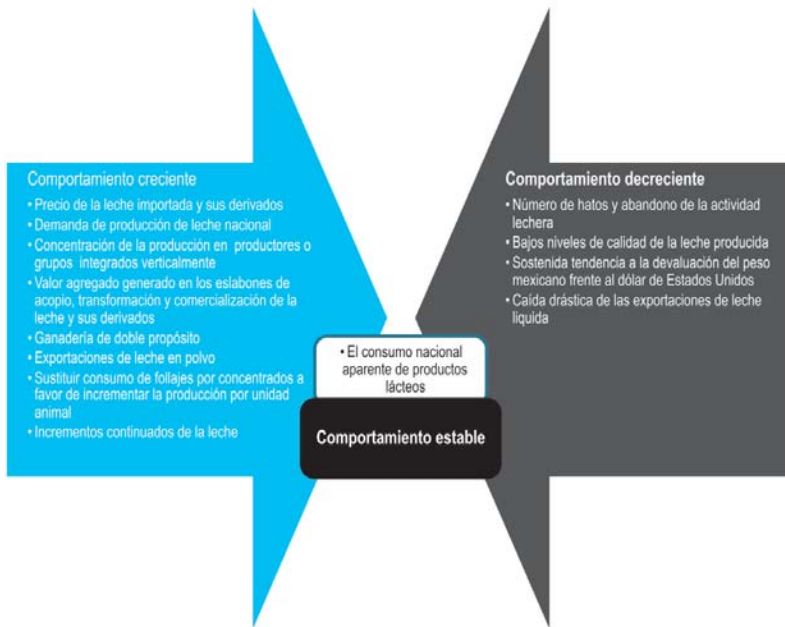 Comportamiento creciente
• Precio de la leche importada y sus derivados
• Demanda de producción de leche nacional
• Concentración de la producción en productores o
grupos integrados verticalmente
• Valor agregado generado en los eslabones de
acopio, transformación y comercialización de la
leche y sus derivados
• Ganadería de doble propósito
• Exportaciones de leche en polvo
• Sustituir consumo de follajes por concentrados a
favor de incrementar la producción por unidad
animal
• Incrementos continuados de la leche
• El consumo nacional
aparente de productos
lácteos
Comportamiento estable
Comportamiento decreciente
• Número de hatos y abandono de la actividad
lechera
• Bajos niveles de calidad de la leche producida
• Sostenida tendencia a la devaluación del peso
mexicano frente al dólar de Estados Unidos
• Caída drástica de las exportaciones de leche
liquida